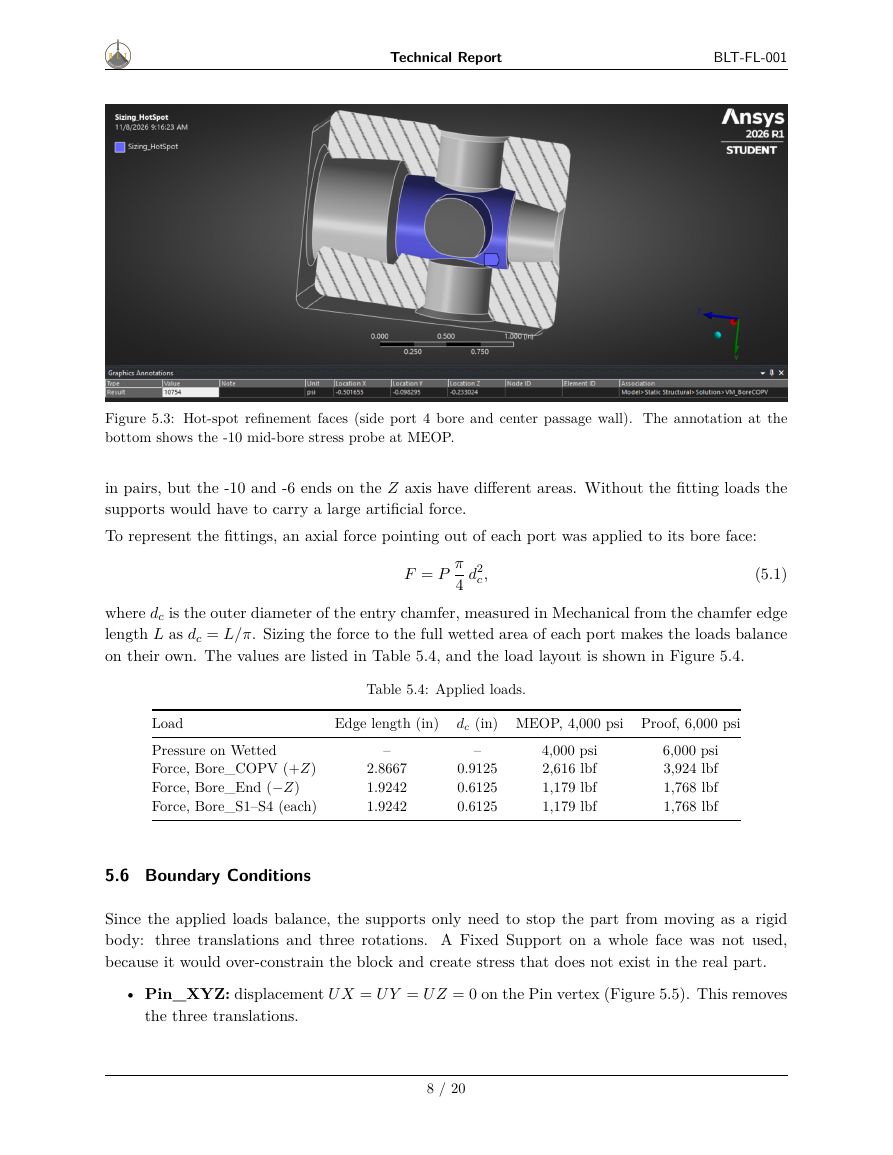 Technical Report
BLT-FL-001
Sizing_HotSpot
11/8/2026 9:16:23 AM
Sizing_HotSpot
Ansys
2026 R1
STUDENT
0.000 0.500 1.000 (in)
0.250 0.750
Y
Graphics Annotations
Type Value Note Unit Location X Location Y Location Z Node ID Element ID Association
Result 10754 psi -0.501655 -0.098295 -0.233024 Model>Static Structural>Solution>VM_BoreCOPV
Figure 5.3: Hot-spot refinement faces (side port 4 bore and center passage wall). The annotation at the
bottom shows the -10 mid-bore stress probe at MEOP.
in pairs, but the -10 and -6 ends on the Z axis have different areas. Without the fitting loads the
supports would have to carry a large artificial force.
To represent the fittings, an axial force pointing out of each port was applied to its bore face:
F = P π/4 d_c^2, (5.1)
where d_c is the outer diameter of the entry chamfer, measured in Mechanical from the chamfer edge
length L as d_c = L/π. Sizing the force to the full wetted area of each port makes the loads balance
on their own. The values are listed in Table 5.4, and the load layout is shown in Figure 5.4.
Table 5.4: Applied loads.
Load Edge length (in) d_c (in) MEOP, 4,000 psi Proof, 6,000 psi
Pressure on Wetted – – 4,000 psi 6,000 psi
Force, Bore_COPV (+Z) 2.8667 0.9125 2,616 lbf 3,924 lbf
Force, Bore_End (−Z) 1.9242 0.6125 1,179 lbf 1,768 lbf
Force, Bore_S1–S4 (each) 1.9242 0.6125 1,179 lbf 1,768 lbf
5.6 Boundary Conditions
Since the applied loads balance, the supports only need to stop the part from moving as a rigid
body: three translations and three rotations. A Fixed Support on a whole face was not used,
because it would over-constrain the block and create stress that does not exist in the real part.
• Pin_XYZ: displacement UX = UY = UZ = 0 on the Pin vertex (Figure 5.5). This removes
the three translations.
8 / 20